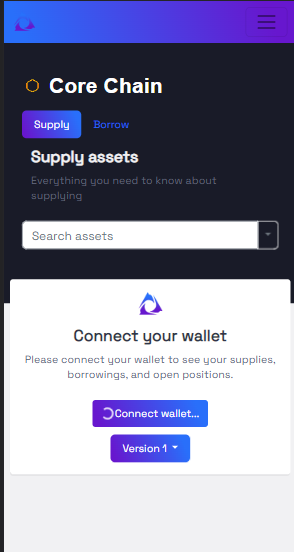 Core Chain
Supply
Borrow
Supply assets
Everything you need to know about
supplying
Search assets
Connect your wallet
Please connect your wallet to see your supplies,
borrowings, and open positions.
Connect wallet...
Version 1